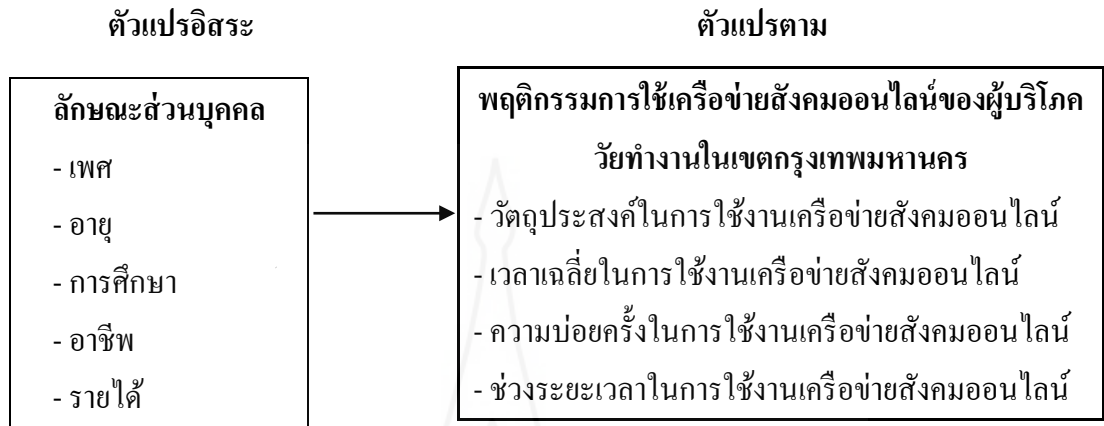 ตัวแปรอิสระ
ตัวแปรตาม
ลักษณะส่วนบุคคล
- เพศ
- อายุ
- การศึกษา
- อาชีพ
- รายได้
พฤติกรรมการใช้เครือข่ายสังคมออนไลน์ของผู้บริโภค
วัยทำงานในเขตกรุงเทพมหานคร
- วัตถุประสงค์ในการใช้งานเครือข่ายสังคมออนไลน์
- เวลาเฉลี่ยในการใช้งานเครือข่ายสังคมออนไลน์
- ความบ่อยครั้งในการใช้งานเครือข่ายสังคมออนไลน์
- ช่วงระยะเวลาในการใช้งานเครือข่ายสังคมออนไลน์